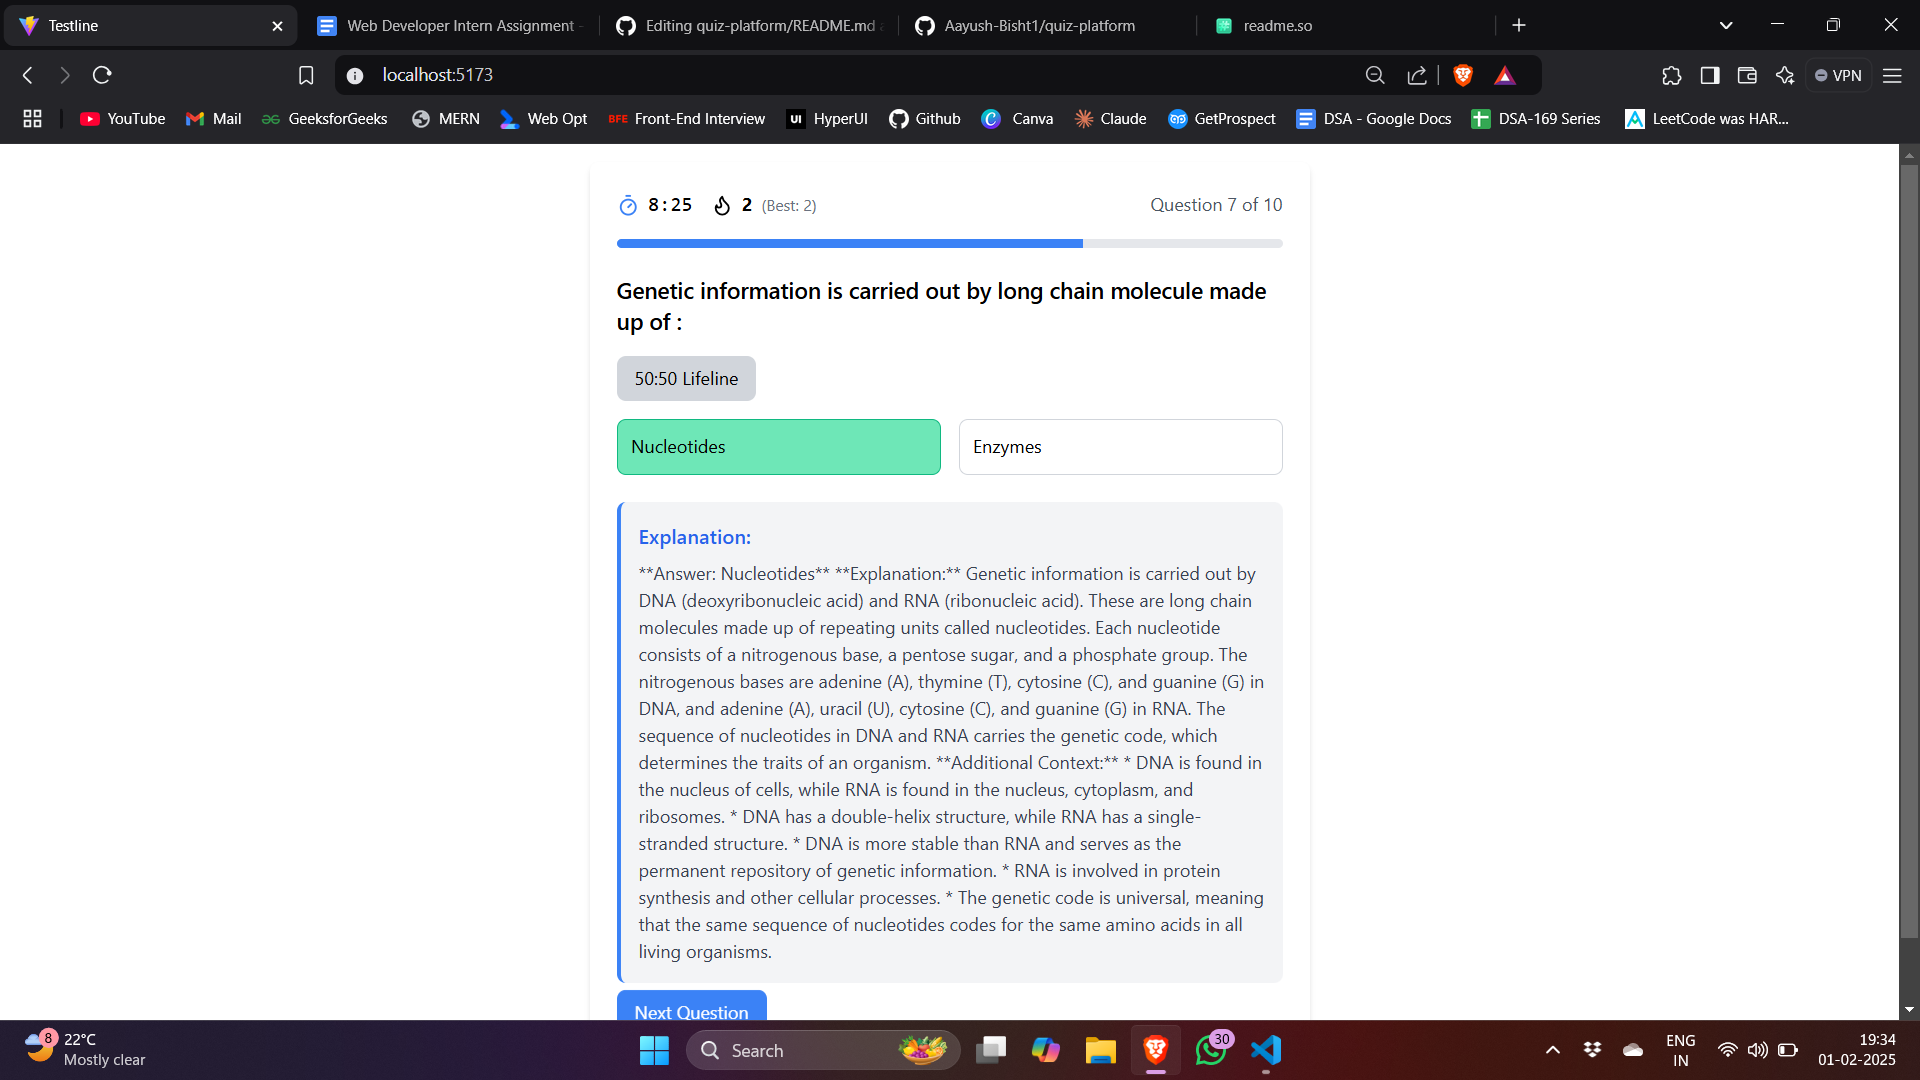 Testline
Web Developer Intern Assignment -
Editing quiz-platform/README.md
Aayush-Bisht1/quiz-platform
readme.so
localhost:5173
VPN
YouTube
Mail
GeeksforGeeks
MERN
Web Opt
BFE Front-End Interview
UI HyperUI
Github
Canva
Claude
GetProspect
DSA - Google Docs
DSA-169 Series
LeetCode was HAR...
8:25 2 (Best: 2)
Question 7 of 10
Genetic information is carried out by long chain molecule made
up of :
50:50 Lifeline
Nucleotides
Enzymes
Explanation:
**Answer: Nucleotides** **Explanation:** Genetic information is carried out by
DNA (deoxyribonucleic acid) and RNA (ribonucleic acid). These are long chain
molecules made up of repeating units called nucleotides. Each nucleotide
consists of a nitrogenous base, a pentose sugar, and a phosphate group. The
nitrogenous bases are adenine (A), thymine (T), cytosine (C), and guanine (G) in
DNA, and adenine (A), uracil (U), cytosine (C), and guanine (G) in RNA. The
sequence of nucleotides in DNA and RNA carries the genetic code, which
determines the traits of an organism. **Additional Context:** * DNA is found in
the nucleus of cells, while RNA is found in the nucleus, cytoplasm, and
ribosomes. * DNA has a double-helix structure, while RNA has a single-
stranded structure. * DNA is more stable than RNA and serves as the
permanent repository of genetic information. * RNA is involved in protein
synthesis and other cellular processes. * The genetic code is universal, meaning
that the same sequence of nucleotides codes for the same amino acids in all
living organisms.
Next Question
8
22°C
Mostly clear
Search
30
ENG
IN
19:34
01-02-2025